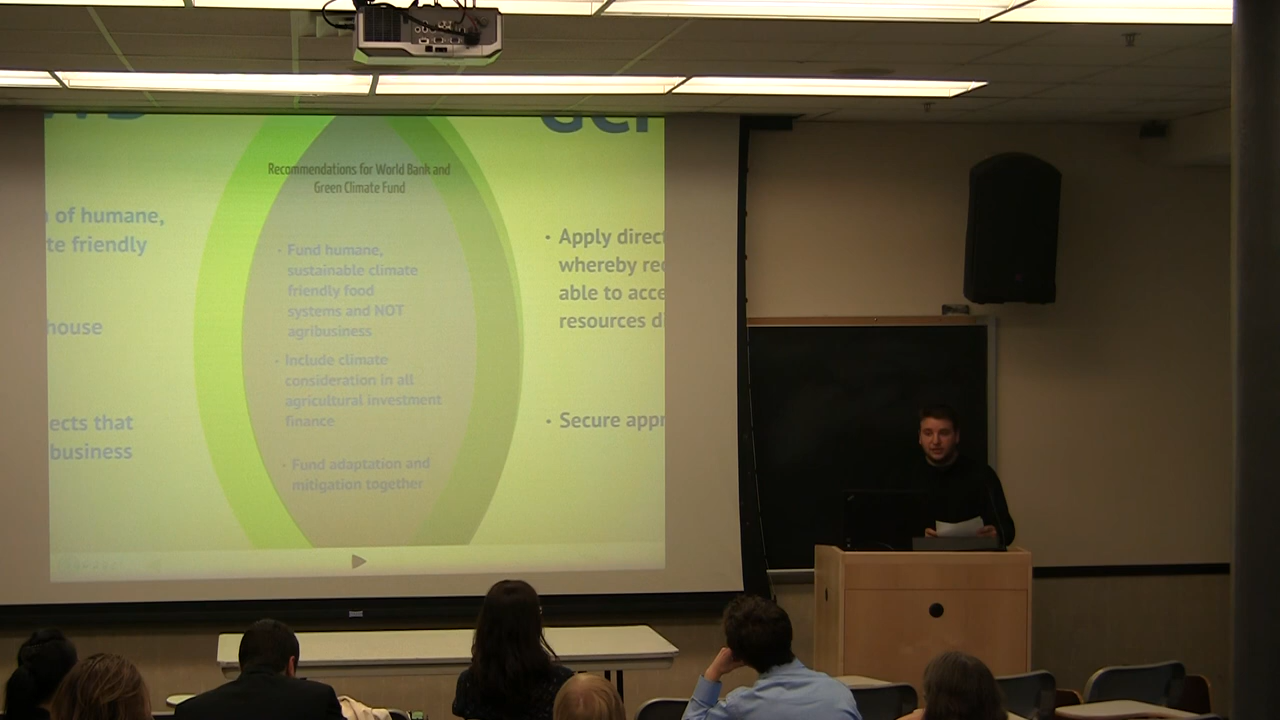 Recommendations for World Bank and
Green Climate Fund
of humane,
te friendly
house
ects that
business
• Fund humane,
sustainable climate
friendly food
systems and NOT
agribusiness
• Include climate
consideration in all
agricultural investment
finance
• Fund adaptation and
mitigation together
• Apply direct
whereby rec
able to acce
resources d
• Secure appr